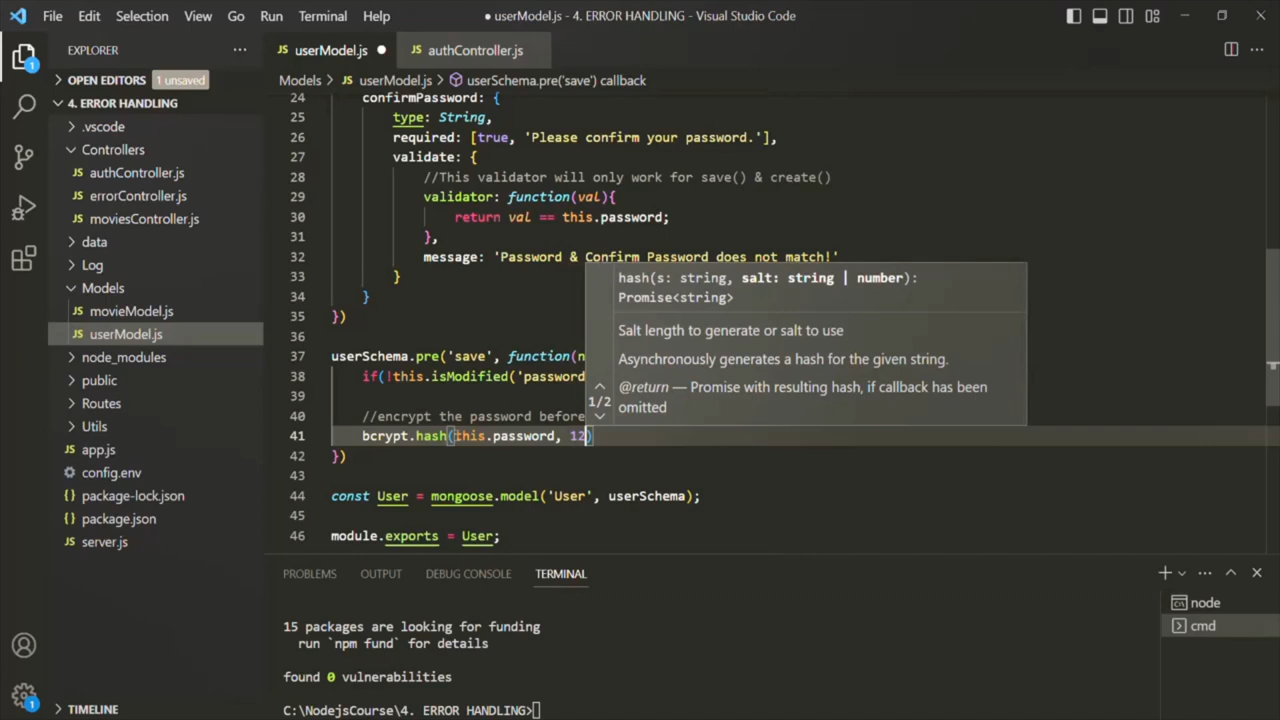 File Edit Selection View Go Run Terminal Help
● userModel.js - 4. ERROR HANDLING - Visual Studio Code
EXPLORER
OPEN EDITORS 1 unsaved
4. ERROR HANDLING
.vscode
Controllers
JS authController.js
JS errorController.js
JS moviesController.js
data
Log
Models
JS movieModel.js
JS userModel.js
node_modules
public
Routes
Utils
JS app.js
config.env
{} package-lock.json
{} package.json
JS server.js
TIMELINE
1
1
JS userModel.js ● JS authController.js
Models > JS userModel.js > userSchema.pre('save') callback
24 confirmPassword: {
25 type: String,
26 required: [true, 'Please confirm your password.'],
27 validate: {
28 //This validator will only work for save() & create()
29 validator: function(val){
30 return val == this.password;
31 },
32 message: 'Password & Confirm Password does not match!'
33 }
34 }
35 })
36
37 userSchema.pre('save', function(n
38 if(!this.isModified('password
39
40 //encrypt the password before
41 bcrypt.hash(this.password, 12)
42 })
43
44 const User = mongoose.model('User', userSchema);
45
46 module.exports = User;
hash(s: string, salt: string | number):
Promise<string>
Salt length to generate or salt to use
Asynchronously generates a hash for the given string.
1/2
@return — Promise with resulting hash, if callback has been
omitted
PROBLEMS OUTPUT DEBUG CONSOLE TERMINAL
15 packages are looking for funding
run `npm fund` for details
found 0 vulnerabilities
C:\NodejsCourse\4. ERROR HANDLING>
node
cmd